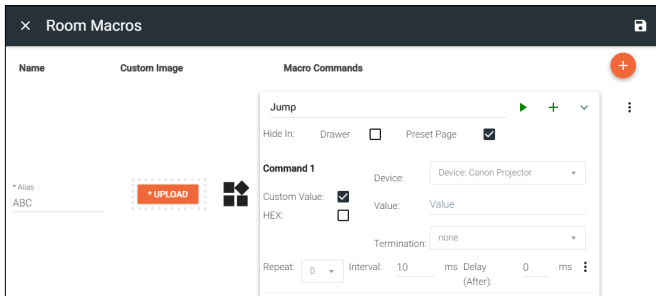 × Room Macros
Name Custom Image Macro Commands
Jump
Hide In: Drawer Preset Page
Command 1
Device: Device: Canon Projector
* Alias
ABC
* UPLOAD
Custom Value:
Value: Value
HEX:
Termination: none
Repeat: 0 Interval: 10 ms Delay (After): 0 ms